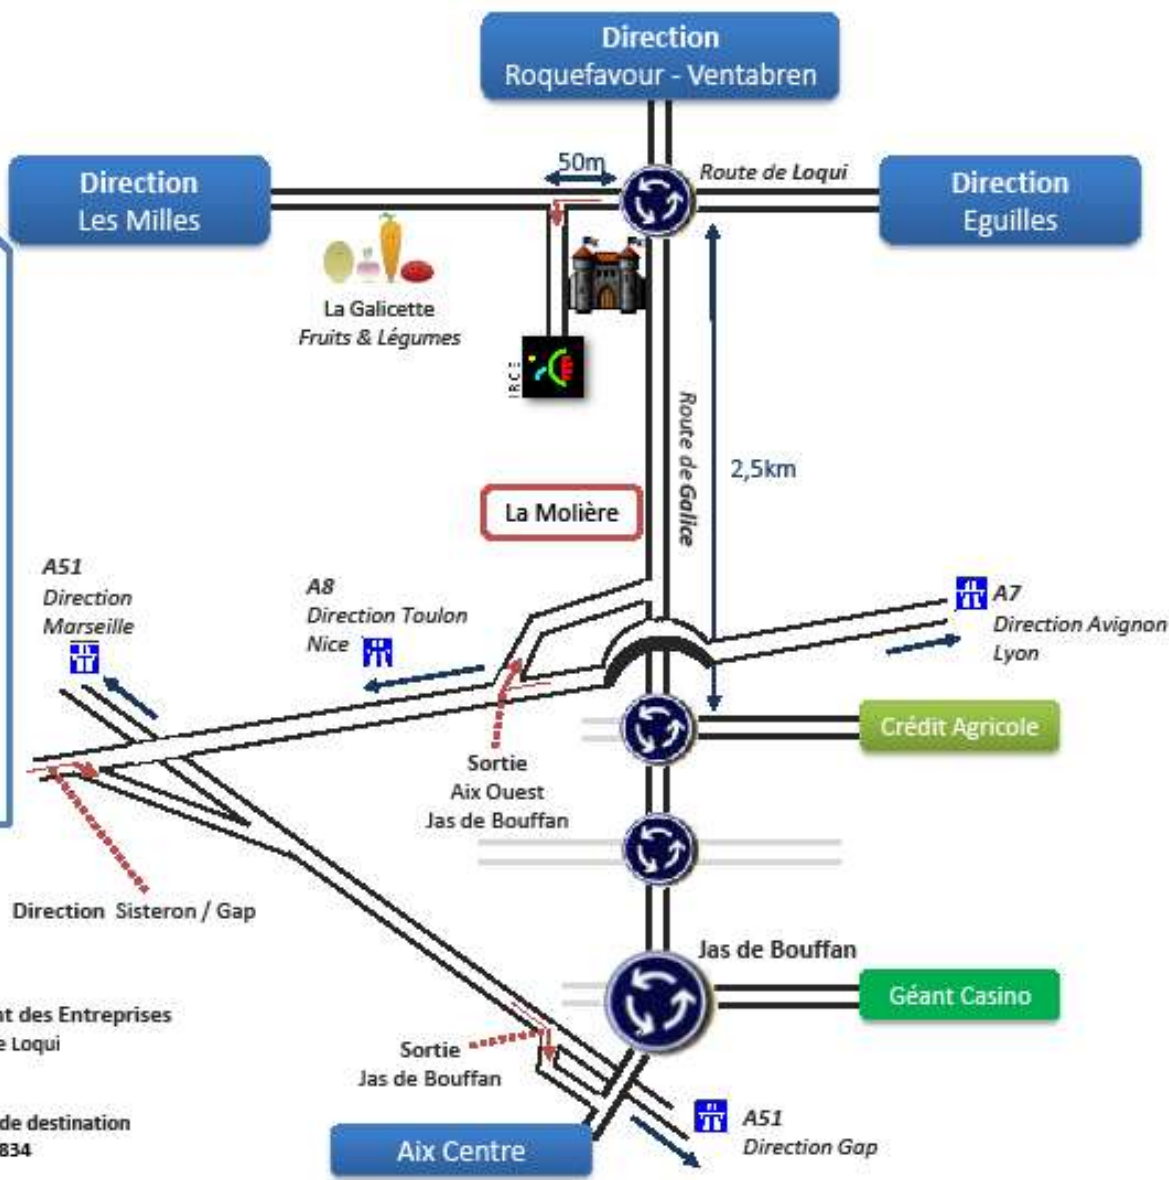 Direction
Roquefavour - Ventabren
Direction
Les Milles
50m
Route de Loqui
Direction
Eguilles
La Galicette
Fruits & Légumes
IRCE
Route de Galice
2,5km
La Molière
A51
Direction
Marseille
A8
Direction Toulon
Nice
A7
Direction Avignon
Lyon
Crédit Agricole
Sortie
Aix Ouest
Jas de Bouffan
Direction Sisteron / Gap
Jas de Bouffan
Géant Casino
nt des Entreprises
e Loqui
Sortie
Jas de Bouffan
de destination
834
Aix Centre
A51
Direction Gap